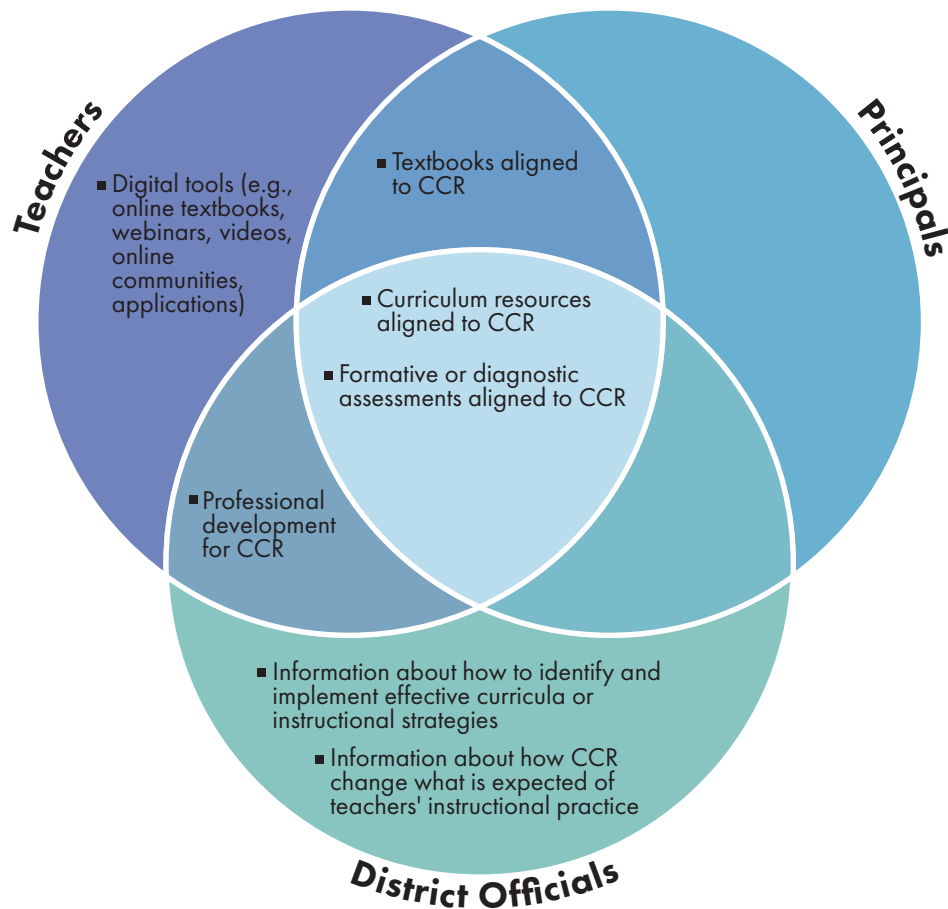 Teachers
Principals
▪ Textbooks aligned
to CCR
▪ Digital tools (e.g.,
online textbooks,
webinars, videos,
online
communities,
applications)
▪ Curriculum resources
aligned to CCR
▪ Formative or diagnostic
assessments aligned to CCR
▪ Professional
development
for CCR
▪ Information about how to identify and
implement effective curricula or
instructional strategies
▪ Information about how CCR
change what is expected of
teachers' instructional practice
District Officials